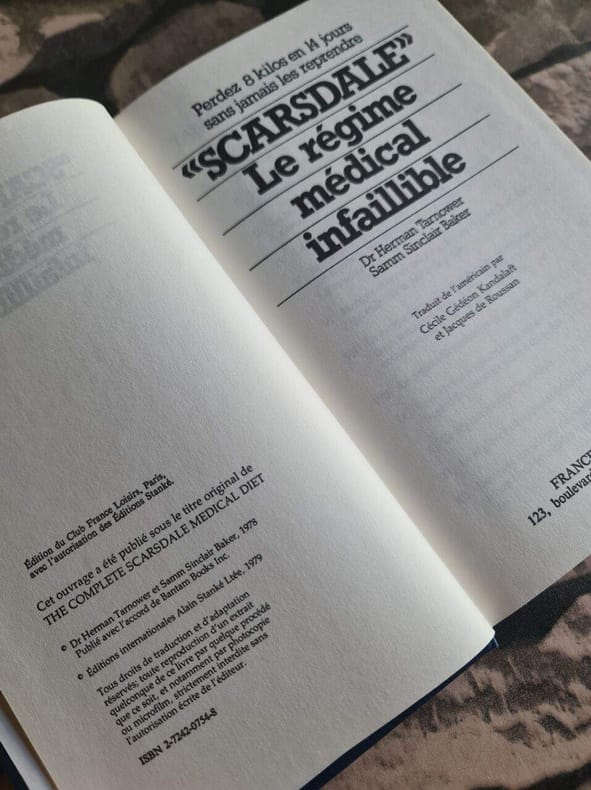 Édition du Club France Loisirs, Paris,
avec l'autorisation des Éditions Stanké.
Cet ouvrage a été publié sous le titre original de
THE COMPLETE SCARSDALE MEDICAL DIET
© Dr Herman Tarnower et Samm Sinclair Baker, 1978
Publié avec l'accord de Bantam Books Inc.
© Éditions internationales Alain Stanké Ltée, 1979
Tous droits de traduction et d'adaptation
réservés; toute reproduction d'un extrait
quelconque de ce livre par quelque procédé
que ce soit, et notamment par photocopie
ou microfilm, strictement interdite sans
l'autorisation écrite de l'éditeur.
ISBN 2-7242-0754-8
Perdez 8 kilos en 14 jours
sans jamais les reprendre
«SCARSDALE»
Le régime
médical
infaillible
Dr Herman Tarnower
Samm Sinclair Baker
Traduit de l'américain par
Cécile Gédéon Kandalaft
et Jacques de Roussan
FRANCE
123, boulevard